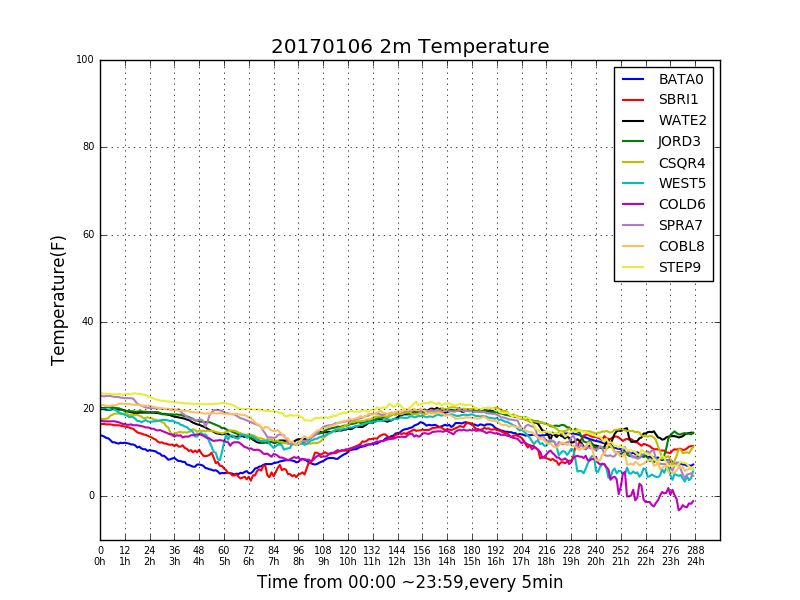 20170106 2m Temperature
100
80
60
40
20
0
Temperature(F)
BATA0
SBRI1
WATE2
JORD3
CSQR4
WEST5
COLD6
SPRA7
COBL8
STEP9
0 12 24 36 48 60 72 84 96 108 120 132 144 156 168 180 192 204 216 228 240 252 264 276 288
0h 1h 2h 3h 4h 5h 6h 7h 8h 9h 10h 11h 12h 13h 14h 15h 16h 17h 18h 19h 20h 21h 22h 23h 24h
Time from 00:00 ~23:59,every 5min